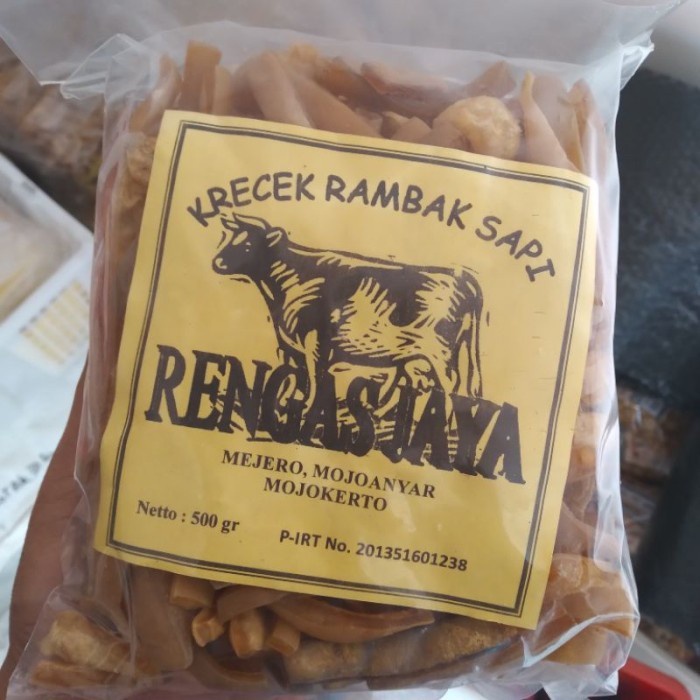 KRECEK RAMBAK SAPI
RENGAS JAYA
MEJERO, MOJOANYAR
MOJOKERTO
Netto : 500 gr
P-IRT No. 201351601238